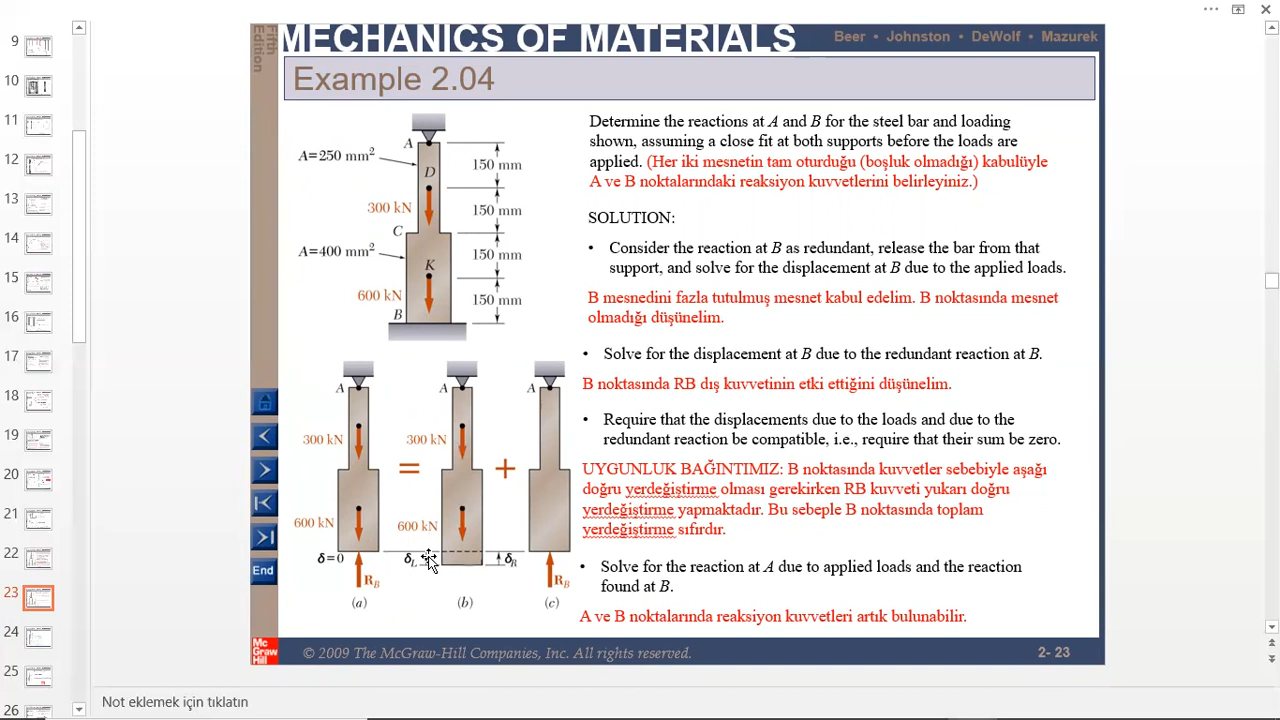 9
10
11
12
13
14
15
16
17
18
19
20
21
22
23
24
25
26
Fifth
Edition
MECHANICS OF MATERIALS
Beer • Johnston • DeWolf • Mazurek
Example 2.04
A
A=250 mm²
150 mm
D
300 kN
150 mm
C
A=400 mm²
150 mm
K
600 kN
150 mm
B
Determine the reactions at A and B for the steel bar and loading
shown, assuming a close fit at both supports before the loads are
applied. (Her iki mesnetin tam oturduğu (boşluk olmadığı) kabulüyle
A ve B noktalarındaki reaksiyon kuvvetlerini belirleyiniz.)
SOLUTION:
• Consider the reaction at B as redundant, release the bar from that
support, and solve for the displacement at B due to the applied loads.
B mesnedini fazla tutulmuş mesnet kabul edelim. B noktasında mesnet
olmadığı düşünelim.
• Solve for the displacement at B due to the redundant reaction at B.
B noktasında RB dış kuvvetinin etki ettiğini düşünelim.
• Require that the displacements due to the loads and due to the
redundant reaction be compatible, i.e., require that their sum be zero.
UYGUNLUK BAĞINTIMIZ: B noktasında kuvvetler sebebiyle aşağı
doğru yerdeğiştirme olması gerekirken RB kuvveti yukarı doğru
yerdeğiştirme yapmaktadır. Bu sebeple B noktasında toplam
yerdeğiştirme sıfırdır.
• Solve for the reaction at A due to applied loads and the reaction
found at B.
A ve B noktalarında reaksiyon kuvvetleri artık bulunabilir.
A
A
A
300 kN
300 kN
=
+
600 kN
600 kN
δ=0
δL
δR
RB
RB
(a)
(b)
(c)
End
Mc
Graw
Hill
© 2009 The McGraw-Hill Companies, Inc. All rights reserved.
2- 23
Not eklemek için tıklatın